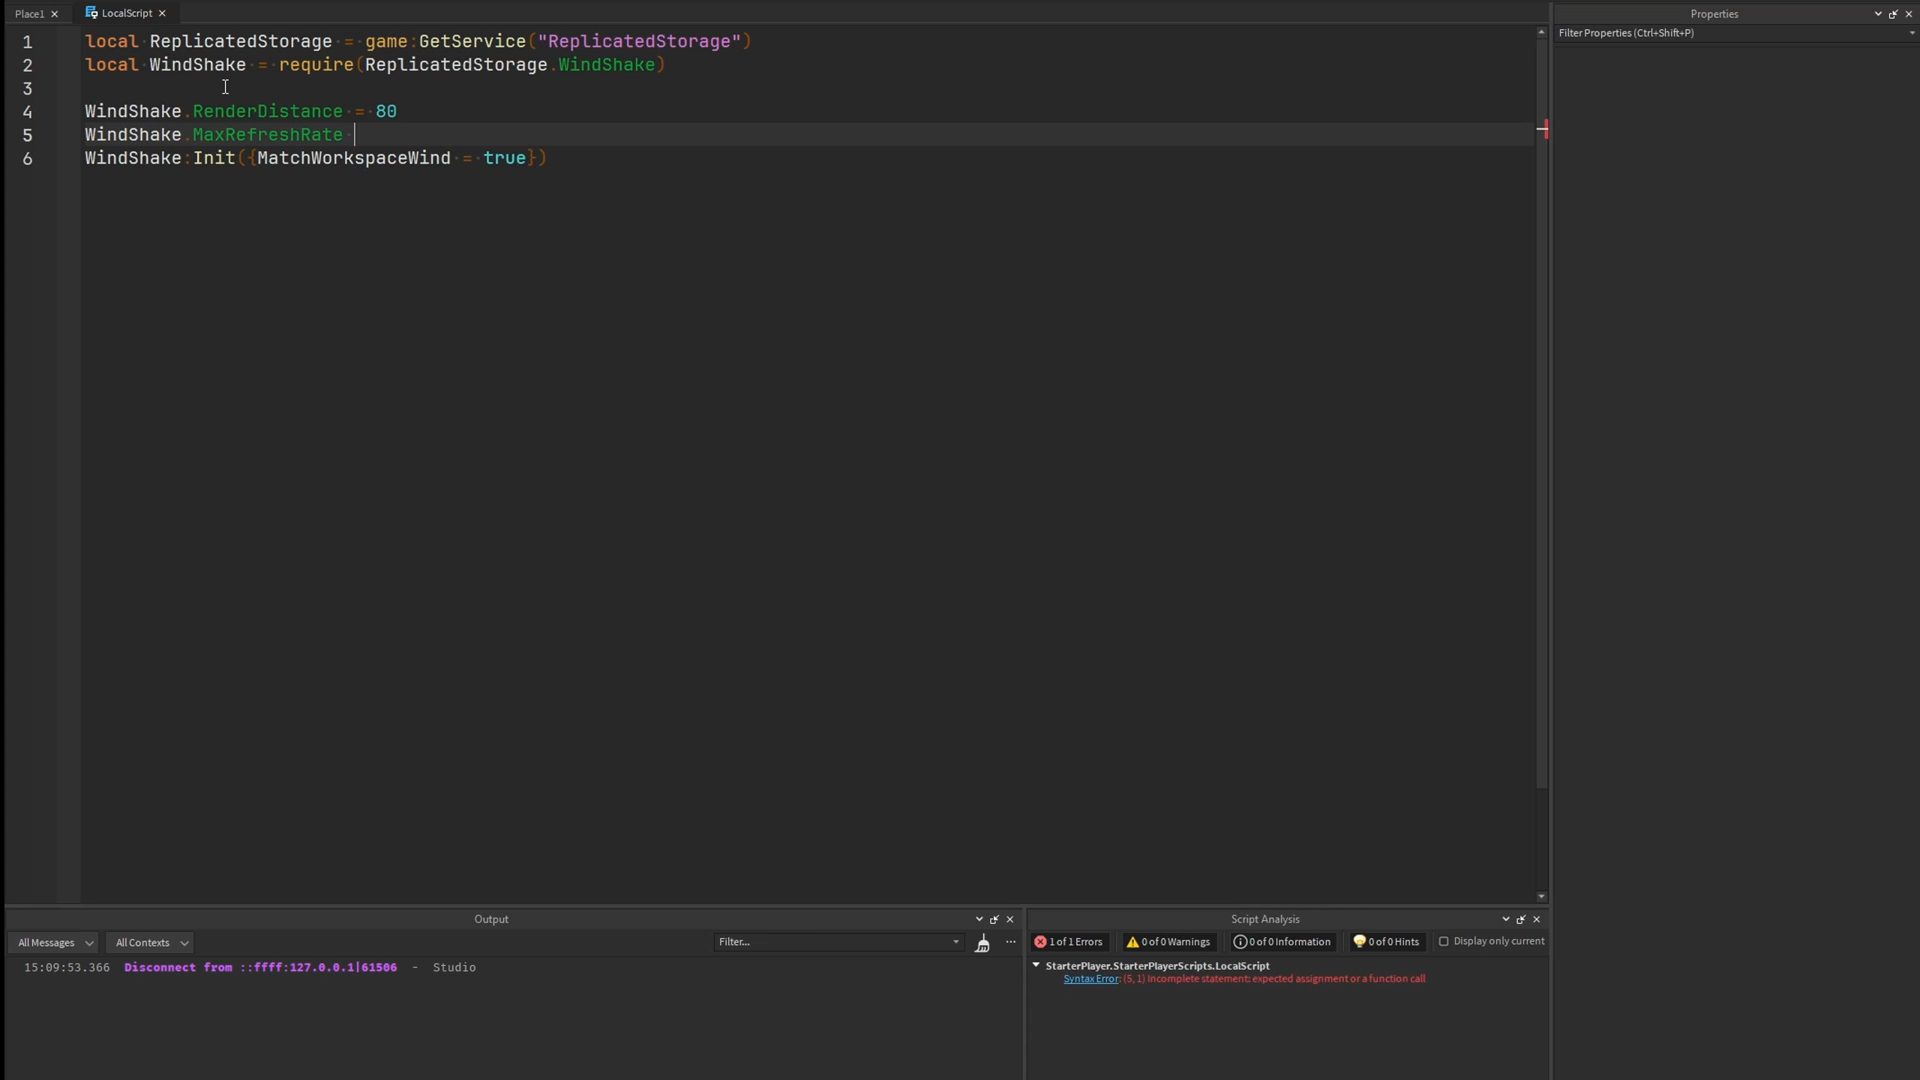 Place1
LocalScript
Properties
Filter Properties (Ctrl+Shift+P)
1 local ReplicatedStorage = game:GetService("ReplicatedStorage")
2 local WindShake = require(ReplicatedStorage.WindShake)
3
4 WindShake.RenderDistance = 80
5 WindShake.MaxRefreshRate
6 WindShake:Init({MatchWorkspaceWind = true})
Output
All Messages All Contexts Filter...
15:09:53.366 Disconnect from ::ffff:127.0.0.1|61506 - Studio
Script Analysis
1 of 1 Errors 0 of 0 Warnings 0 of 0 Information 0 of 0 Hints Display only current
StarterPlayer.StarterPlayerScripts.LocalScript
Syntax Error: (5, 1) Incomplete statement: expected assignment or a function call